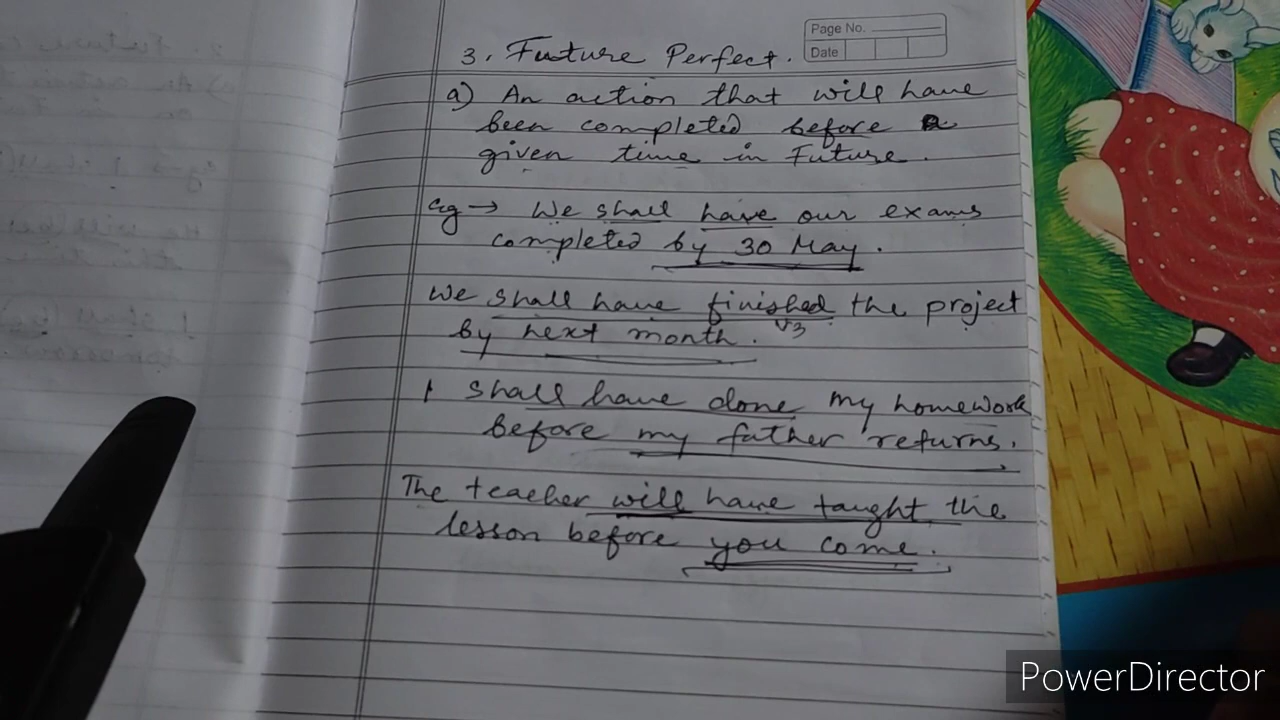 Page No.
Date
3. Future Perfect.
a) An action that will have
been completed before a
given time in Future.
eg → We shall have our exams
completed by 30 May.
We shall have finished the project
V3
by next month.
I shall have done my homework
before my father returns.
The teacher will have taught the
lesson before you come.
PowerDirector